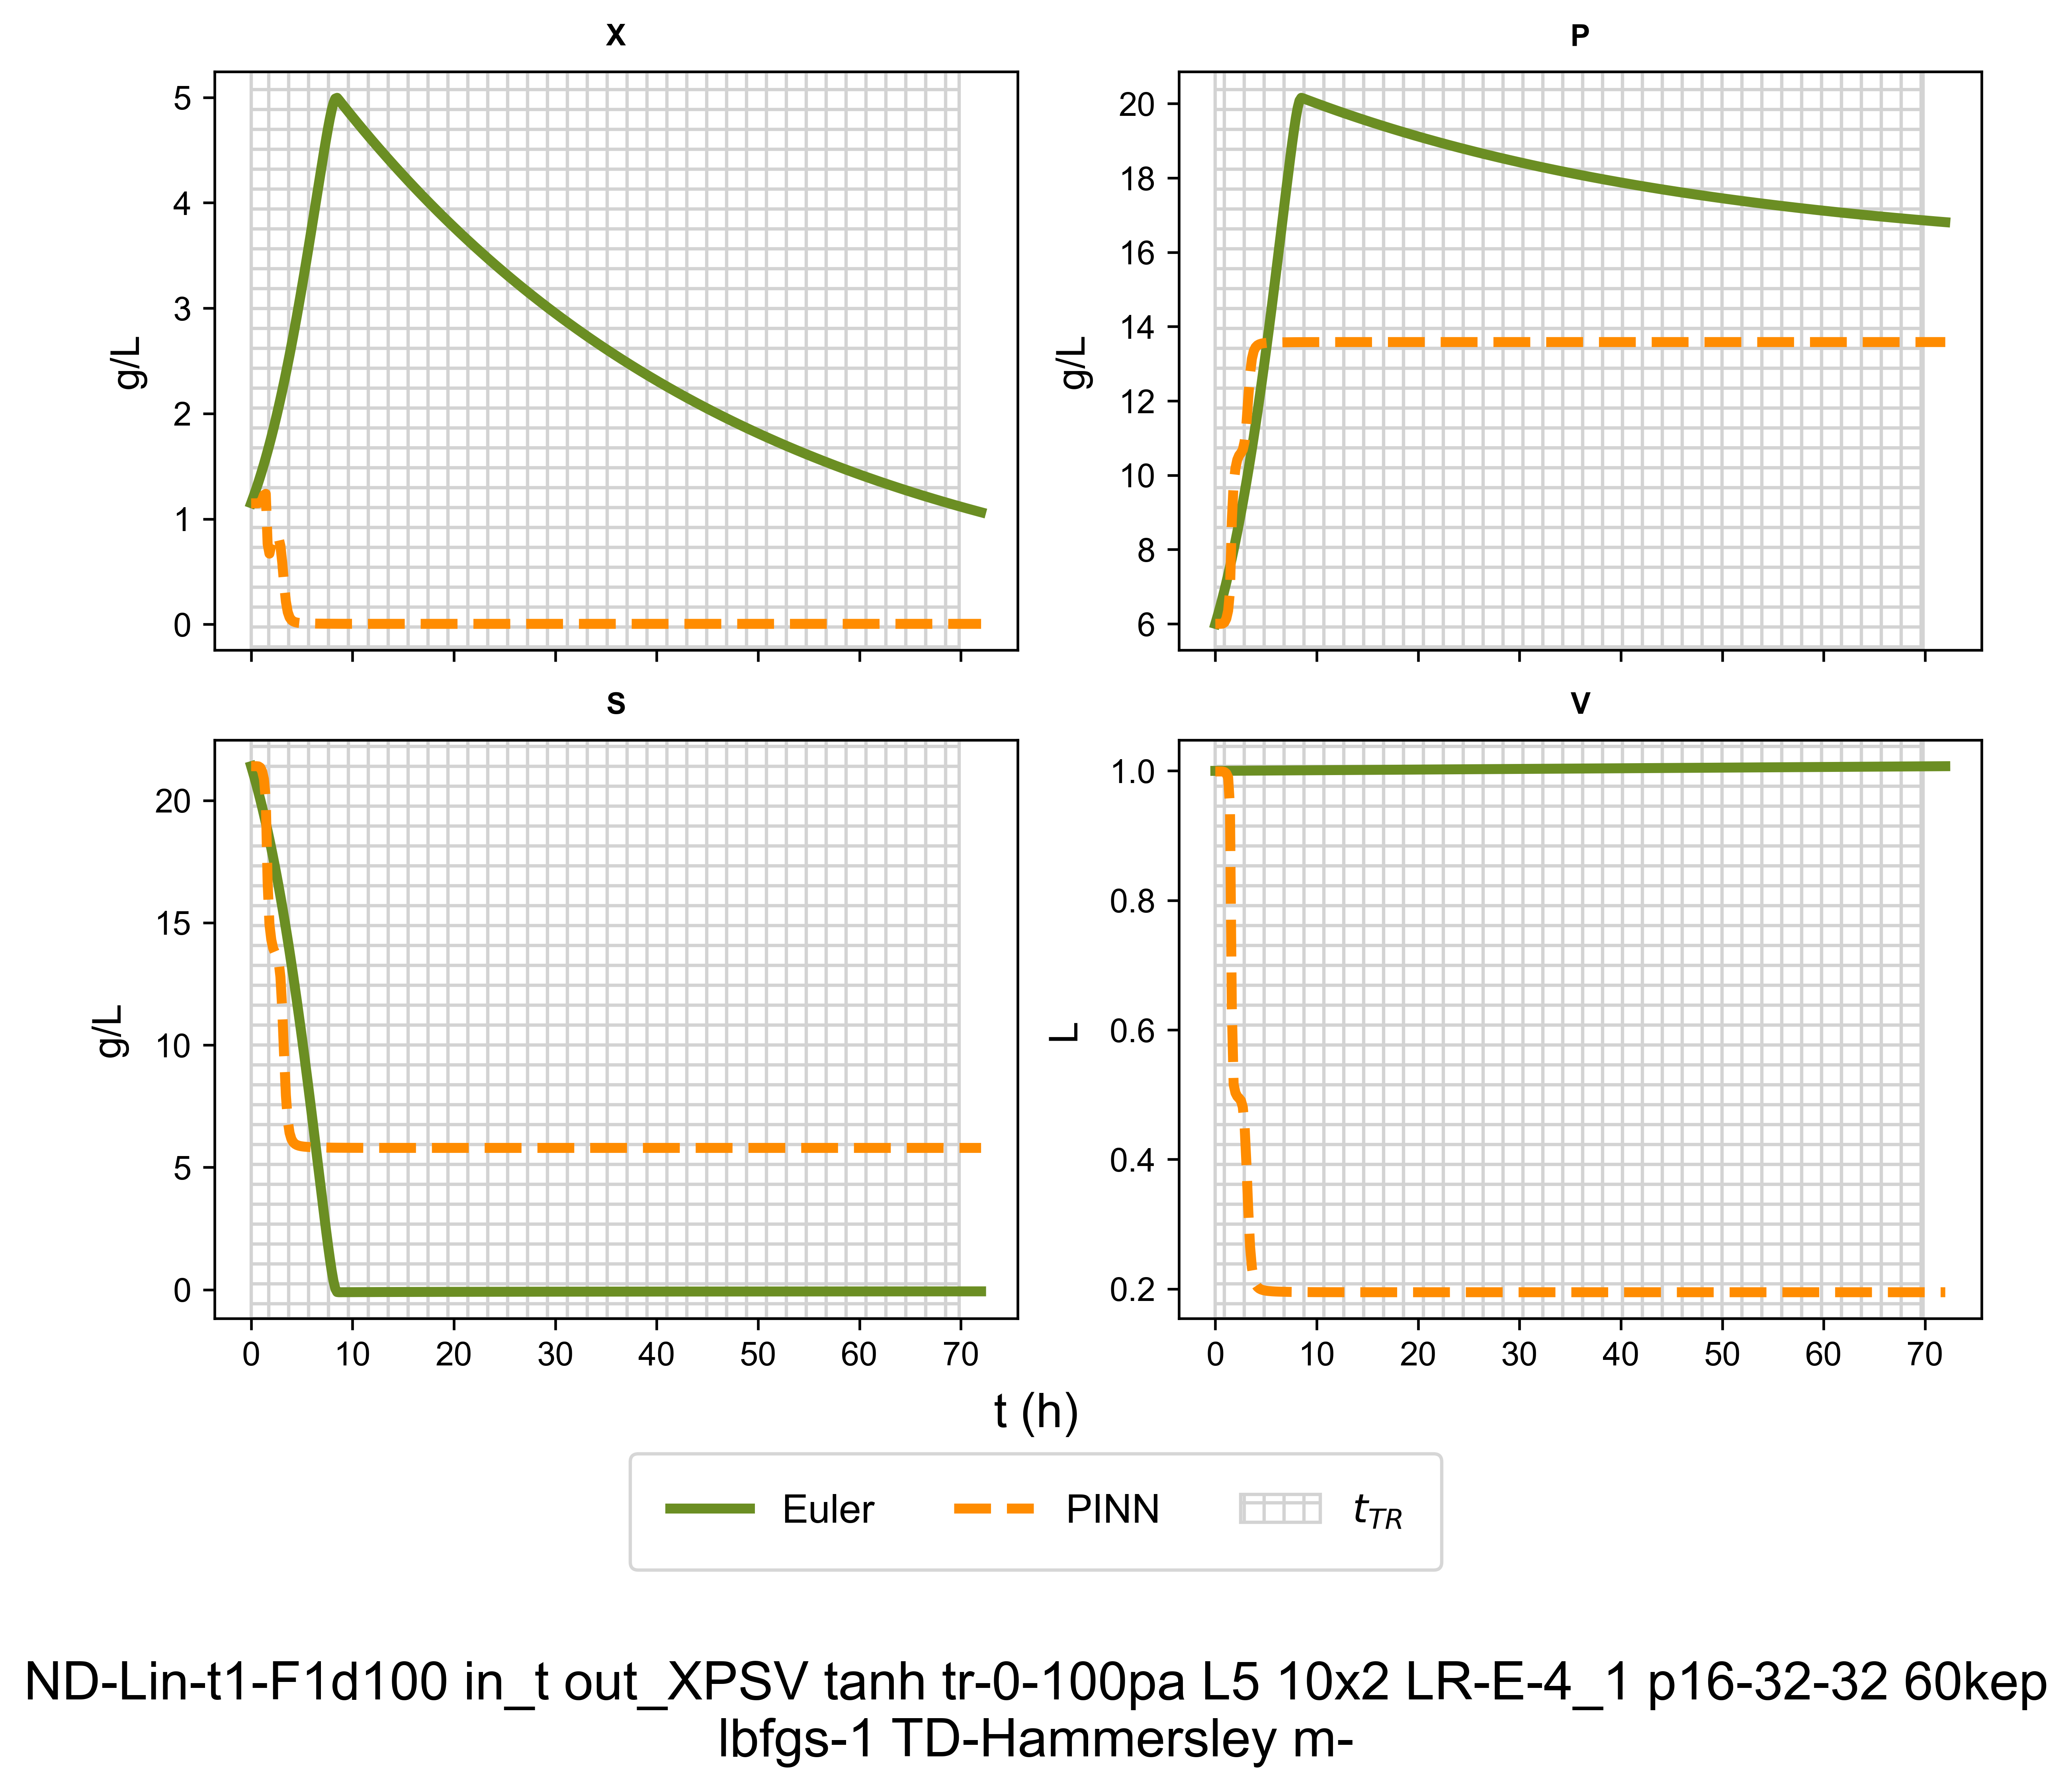 X
P
5
4
3
2
1
0
g/L
20
18
16
14
12
10
8
6
g/L
S
V
20
15
10
5
0
g/L
0 10 20 30 40 50 60 70
1.0
0.8
0.6
0.4
0.2
L
0 10 20 30 40 50 60 70
t (h)
Euler PINN t_{TR}
ND-Lin-t1-F1d100 in_t out_XPSV tanh tr-0-100pa L5 10x2 LR-E-4_1 p16-32-32 60kep
lbfgs-1 TD-Hammersley m-